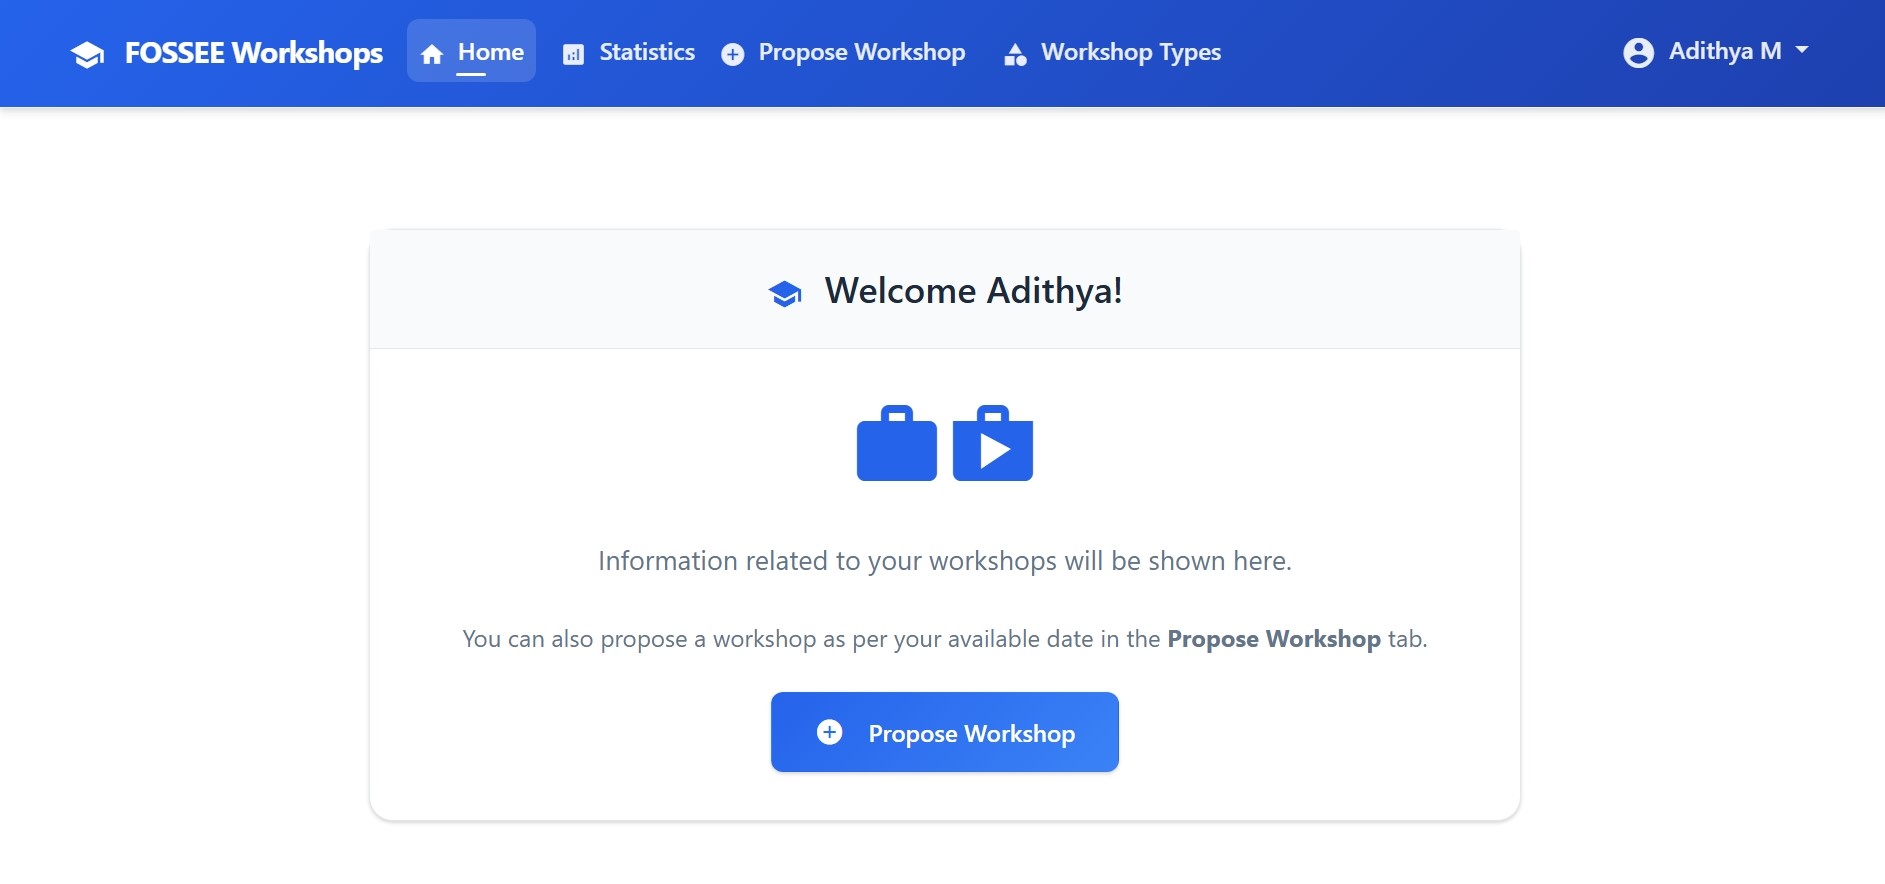 FOSSEE Workshops
Home
Statistics
Propose Workshop
Workshop Types
Adithya M
Welcome Adithya!
Information related to your workshops will be shown here.
You can also propose a workshop as per your available date in the Propose Workshop tab.
Propose Workshop